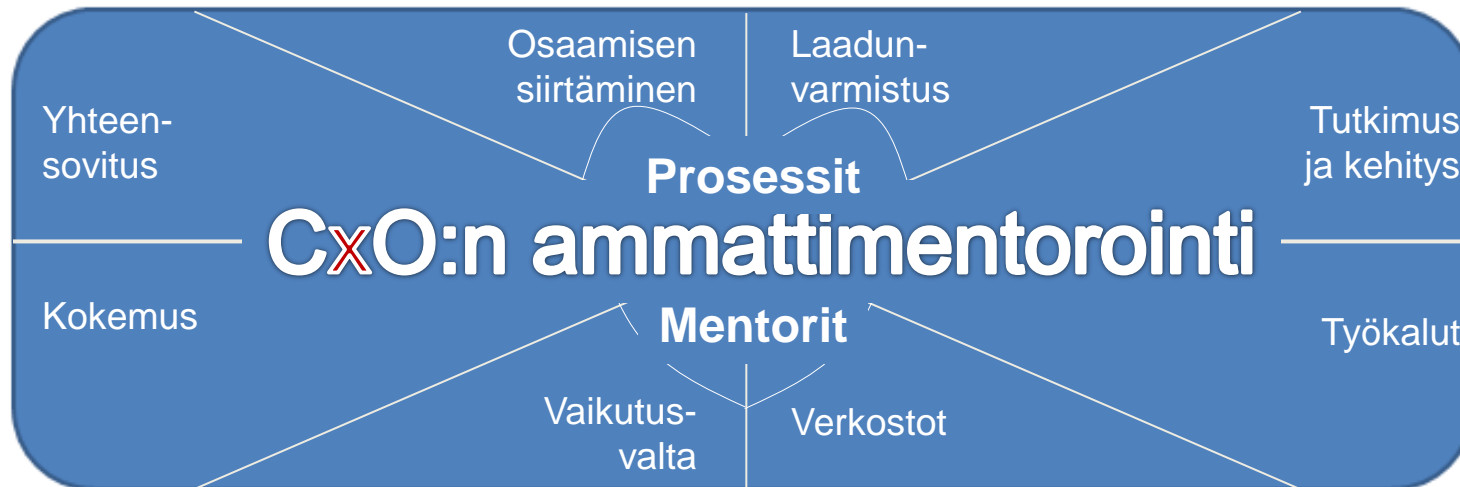 Osaamisen
siirtäminen
Laadun-
varmistus
Yhteen-
sovitus
Tutkimus
ja kehitys
Prosessit
CxO:n ammattimentorointi
Mentorit
Kokemus
Työkalut
Vaikutus-
valta
Verkostot